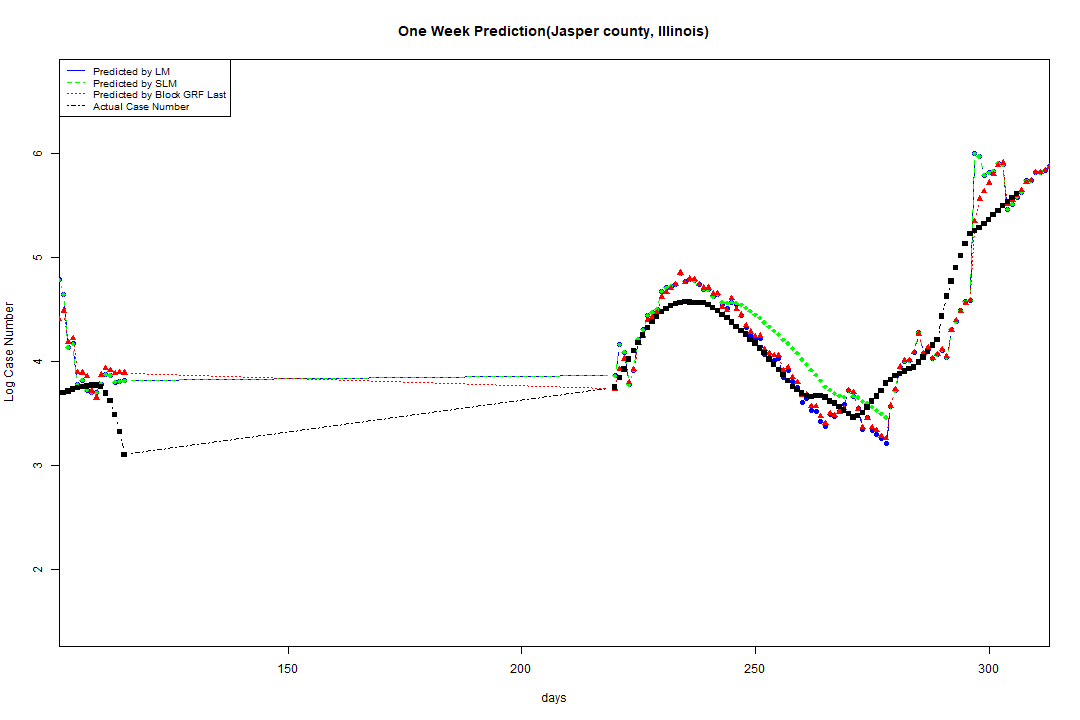 One Week Prediction(Jasper county, Illinois)
Predicted by LM
Predicted by SLM
Predicted by Block GRF Last
Actual Case Number
6
5
4
3
2
Log Case Number
150
200
250
300
days